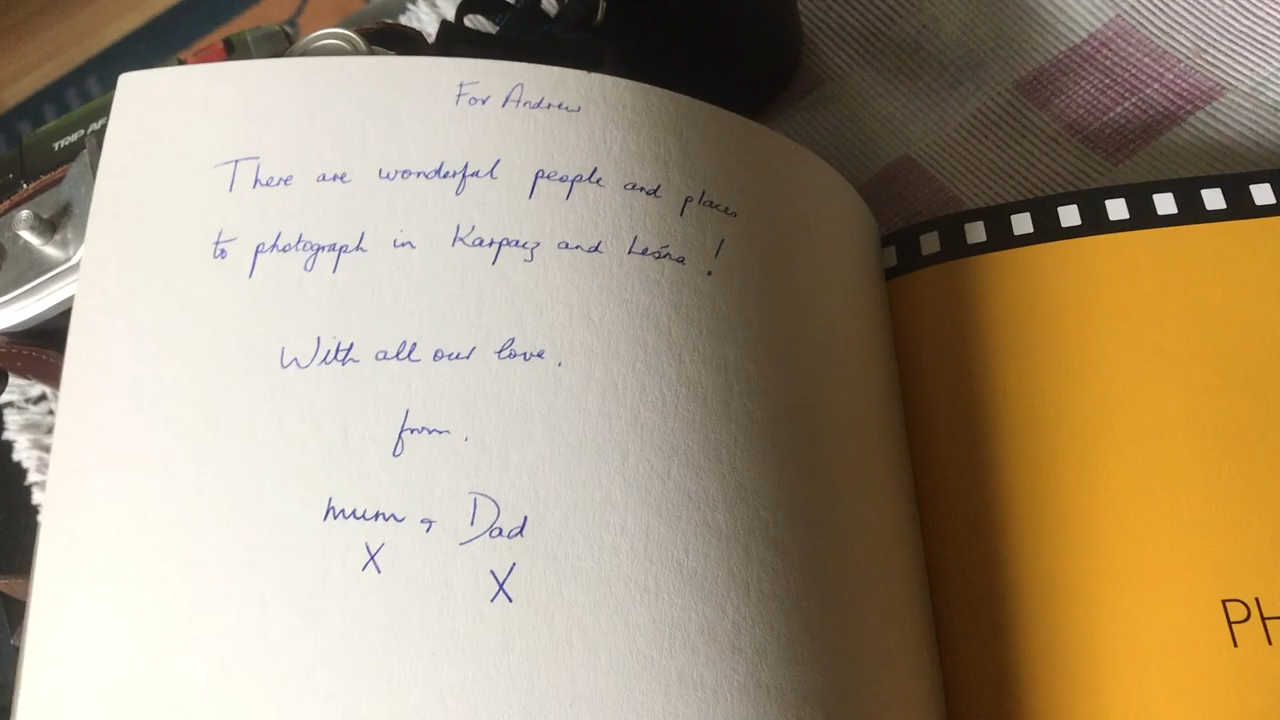 For Andrew
There are wonderful people and places
to photograph in Karpacz and Leśna!
With all our love,
from,
Mum & Dad
X X
TRIP AF
PH